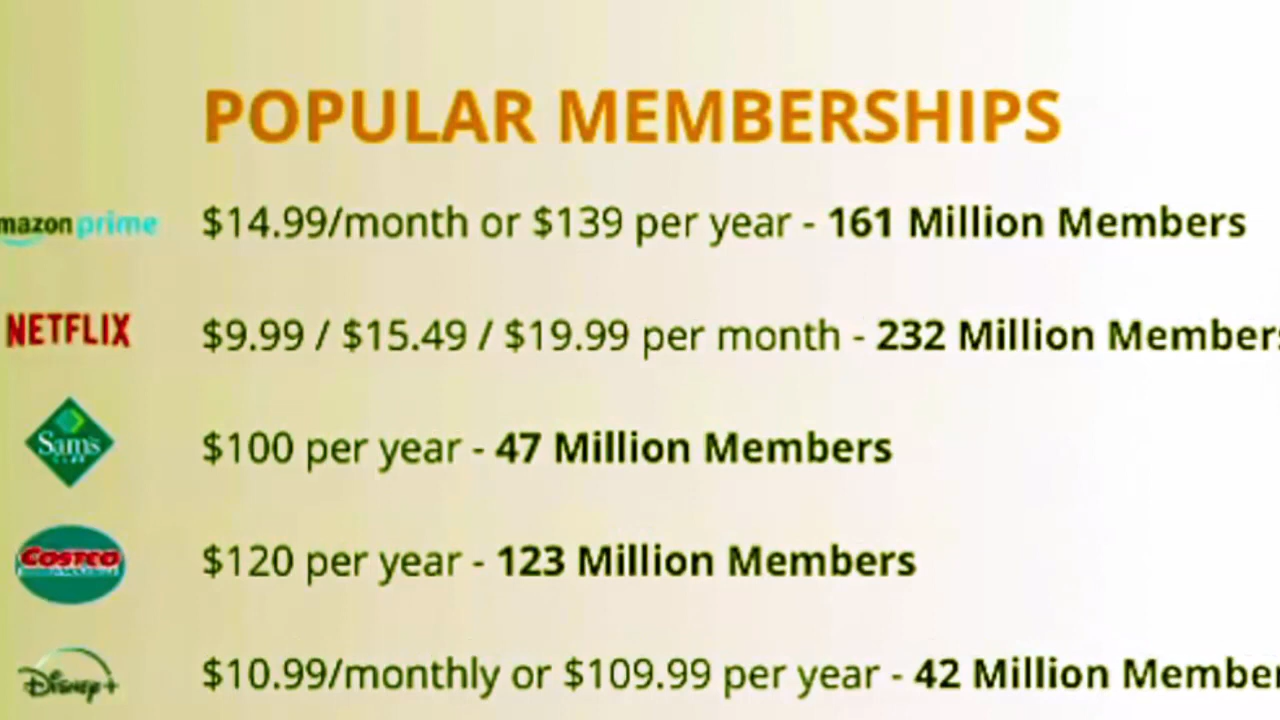 POPULAR MEMBERSHIPS
mazon prime $14.99/month or $139 per year - 161 Million Members
NETFLIX $9.99 / $15.49 / $19.99 per month - 232 Million Members
Sam's $100 per year - 47 Million Members
COSTCO $120 per year - 123 Million Members
Disney+ $10.99/monthly or $109.99 per year - 42 Million Member